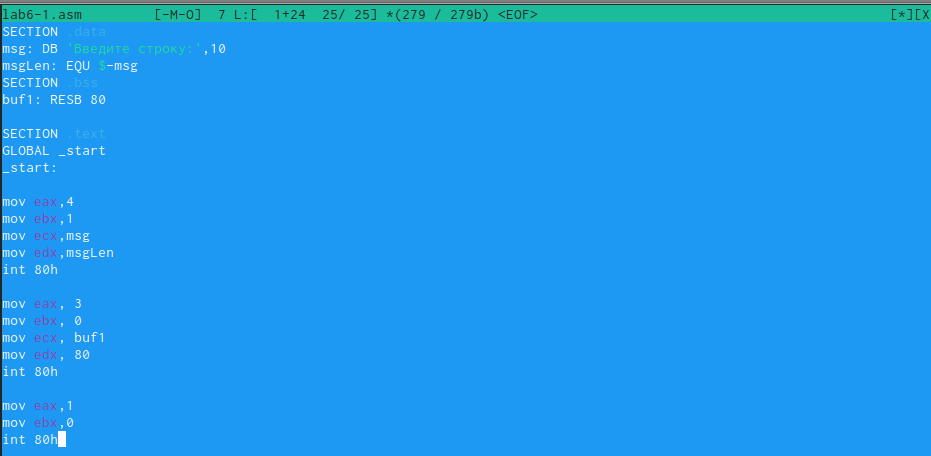 lab6-1.asm [-M-O] 7 L:[ 1+24 25/ 25] *(279 / 279b) <EOF> [*][X
SECTION .data
msg: DB 'Введите строку:',10
msgLen: EQU $-msg
SECTION .bss
buf1: RESB 80
SECTION .text
GLOBAL _start
_start:
mov eax,4
mov ebx,1
mov ecx,msg
mov edx,msgLen
int 80h
mov eax, 3
mov ebx, 0
mov ecx, buf1
mov edx, 80
int 80h
mov eax,1
mov ebx,0
int 80h